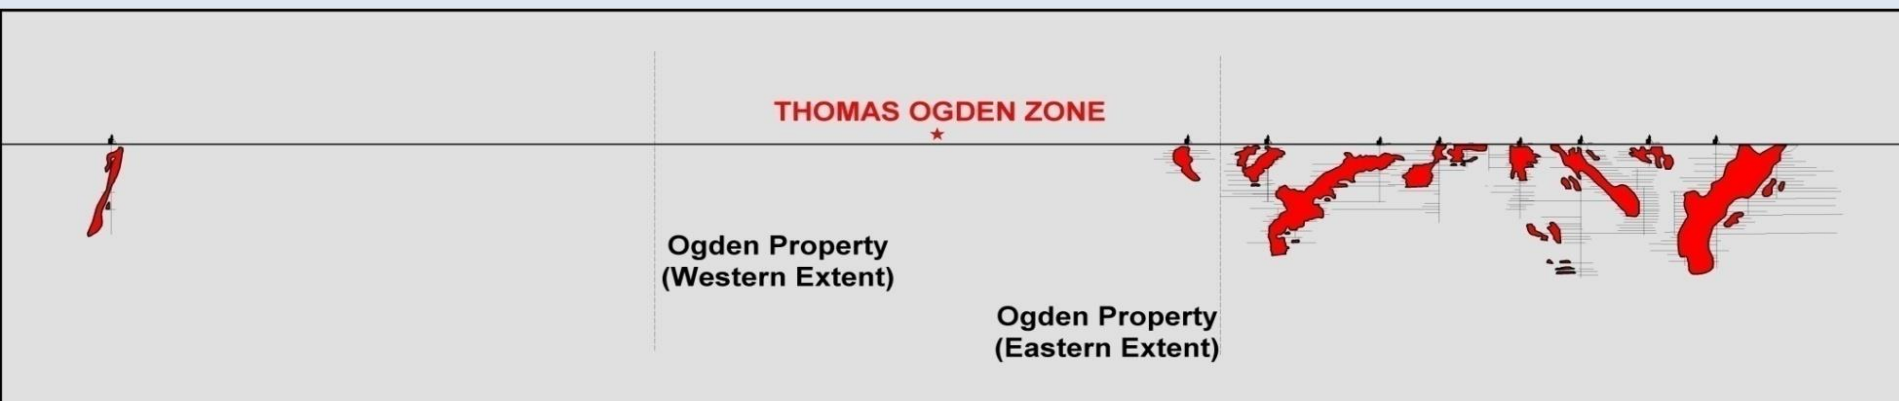 THOMAS OGDEN ZONE
Ogden Property
(Western Extent)
Ogden Property
(Eastern Extent)